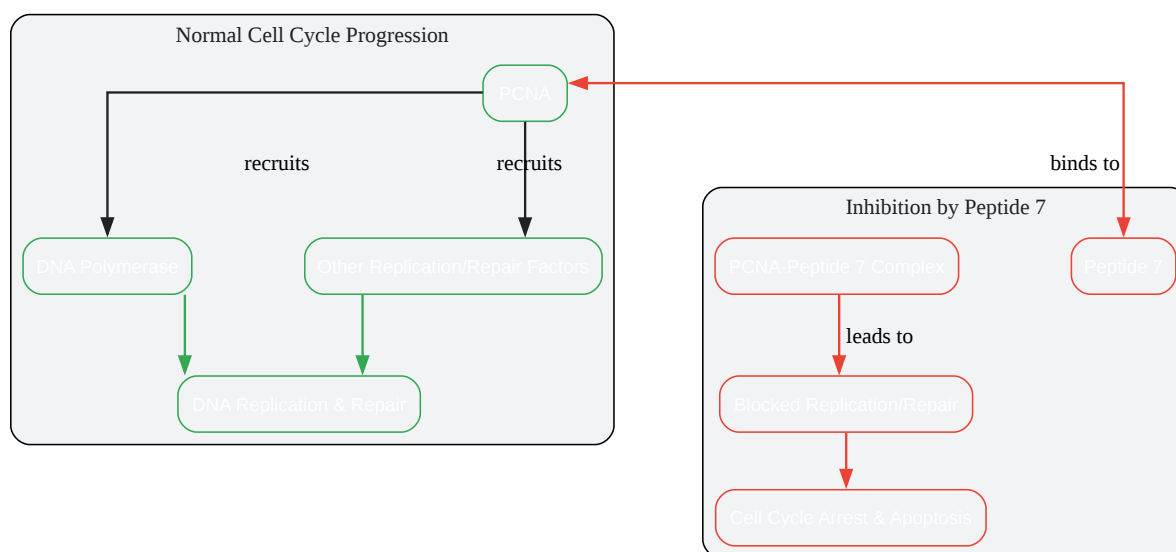 Normal Cell Cycle Progression
PCNA
recruits
recruits
binds to
Inhibition by Peptide 7
DNA Polymerase
Other Replication/Repair Factors
PCNA-Peptide 7 Complex
Peptide 7
leads to
DNA Replication & Repair
Blocked Replication/Repair
Cell Cycle Arrest & Apoptosis